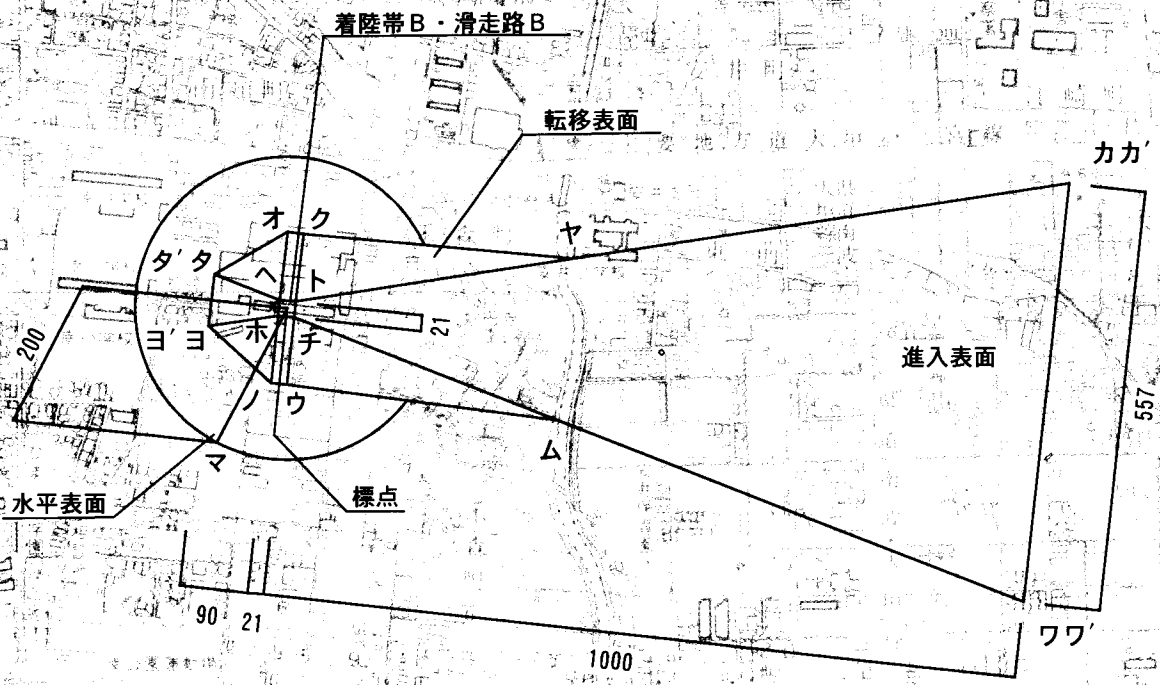 着陸帯B・滑走路B
転移表面
カカ′
オ ク
ヤ
タ′ タ
ヘ ト
21
ヨ′ ヨ
ホ チ
200
進入表面
557
ノ ウ
ム
マ
水平表面
標点
90 21
1000
ワワ′